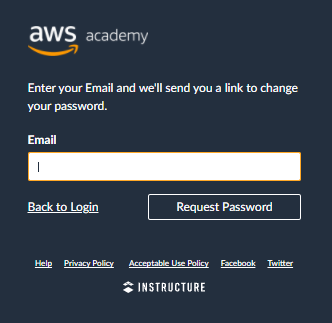 aws academy
Enter your Email and we'll send you a link to change
your password.
Email
Back to Login Request Password
Help Privacy Policy Acceptable Use Policy Facebook Twitter
INSTRUCTURE